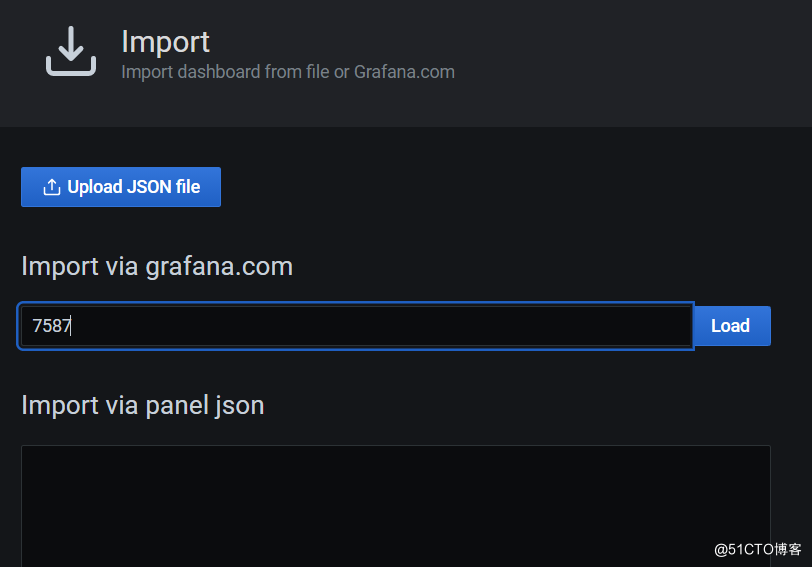 Import
Import dashboard from file or Grafana.com
Upload JSON file
Import via grafana.com
7587
Load
Import via panel json
@51CTO博客